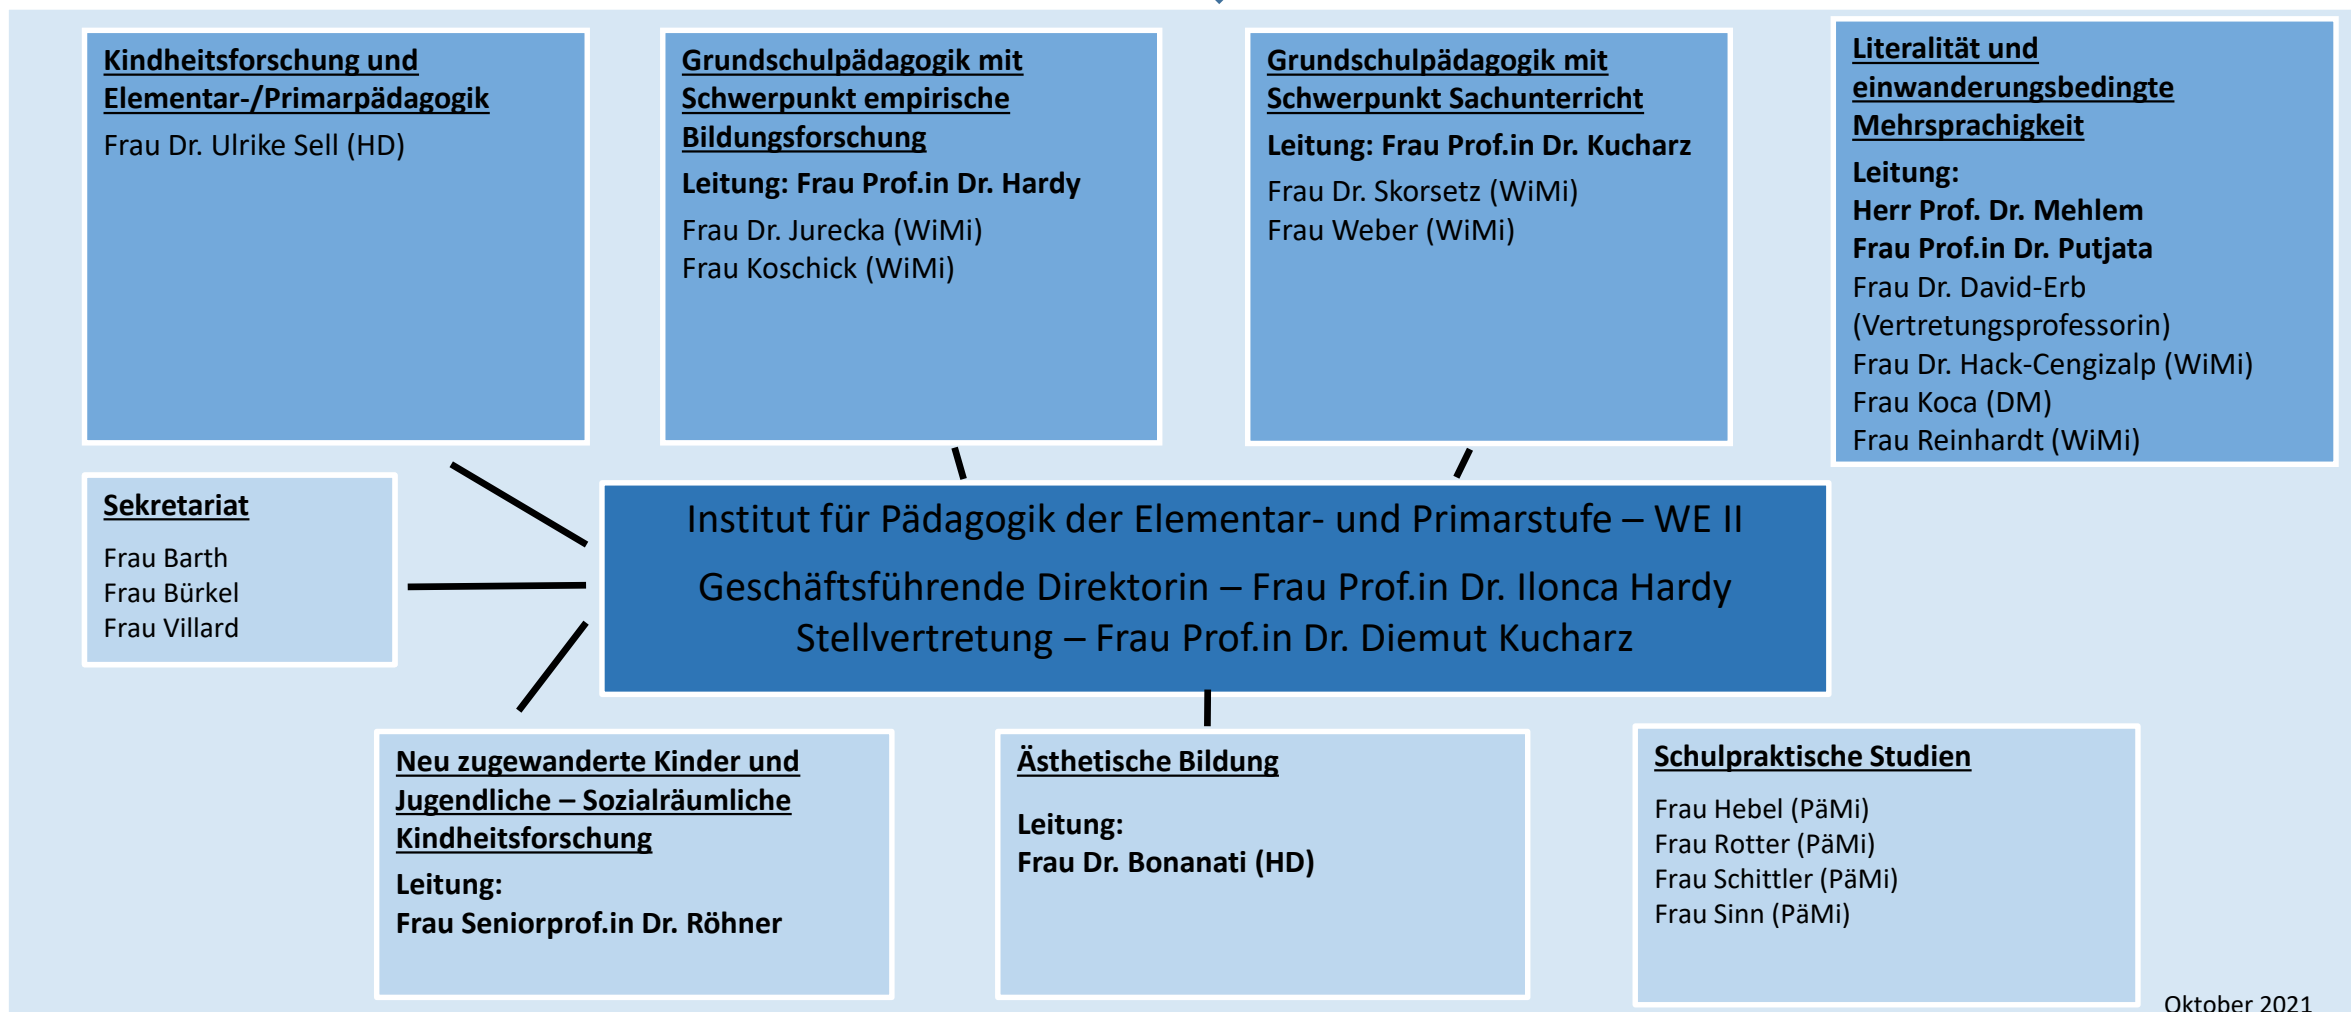 Kindheitsforschung und
Elementar-/Primarpädagogik
Frau Dr. Ulrike Sell (HD)
Grundschulpädagogik mit
Schwerpunkt empirische
Bildungsforschung
Leitung: Frau Prof.in Dr. Hardy
Frau Dr. Jurecka (WiMi)
Frau Koschick (WiMi)
Grundschulpädagogik mit
Schwerpunkt Sachunterricht
Leitung: Frau Prof.in Dr. Kucharz
Frau Dr. Skorsetz (WiMi)
Frau Weber (WiMi)
Literalität und
einwanderungsbedingte
Mehrsprachigkeit
Leitung:
Herr Prof. Dr. Mehlem
Frau Prof.in Dr. Putjata
Frau Dr. David-Erb
(Vertretungsprofessorin)
Frau Dr. Hack-Cengizalp (WiMi)
Frau Koca (DM)
Frau Reinhardt (WiMi)
Sekretariat
Frau Barth
Frau Bürkel
Frau Villard
Institut für Pädagogik der Elementar- und Primarstufe – WE II
Geschäftsführende Direktorin – Frau Prof.in Dr. Ilonca Hardy
Stellvertretung – Frau Prof.in Dr. Diemut Kucharz
Neu zugewanderte Kinder und
Jugendliche – Sozialräumliche
Kindheitsforschung
Leitung:
Frau Seniorprof.in Dr. Röhner
Ästhetische Bildung
Leitung:
Frau Dr. Bonanati (HD)
Schulpraktische Studien
Frau Hebel (PäMi)
Frau Rotter (PäMi)
Frau Schittler (PäMi)
Frau Sinn (PäMi)
Oktober 2021